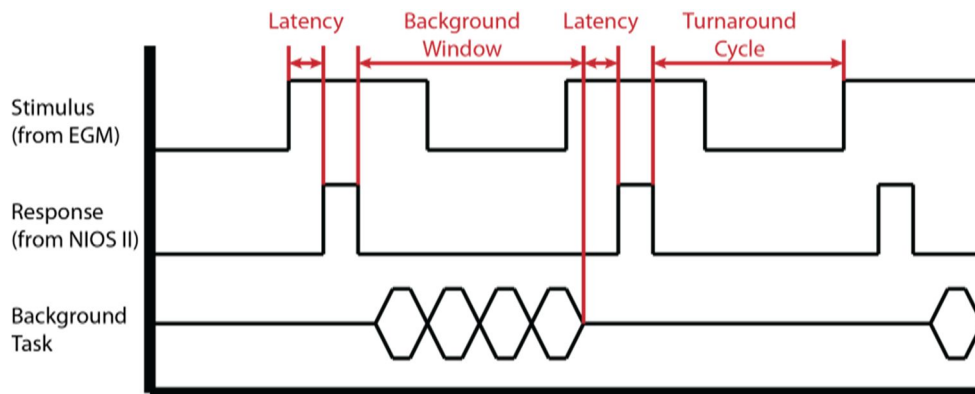 Latency
Background
Window
Latency
Turnaround
Cycle
Stimulus
(from EGM)
Response
(from NIOS II)
Background
Task